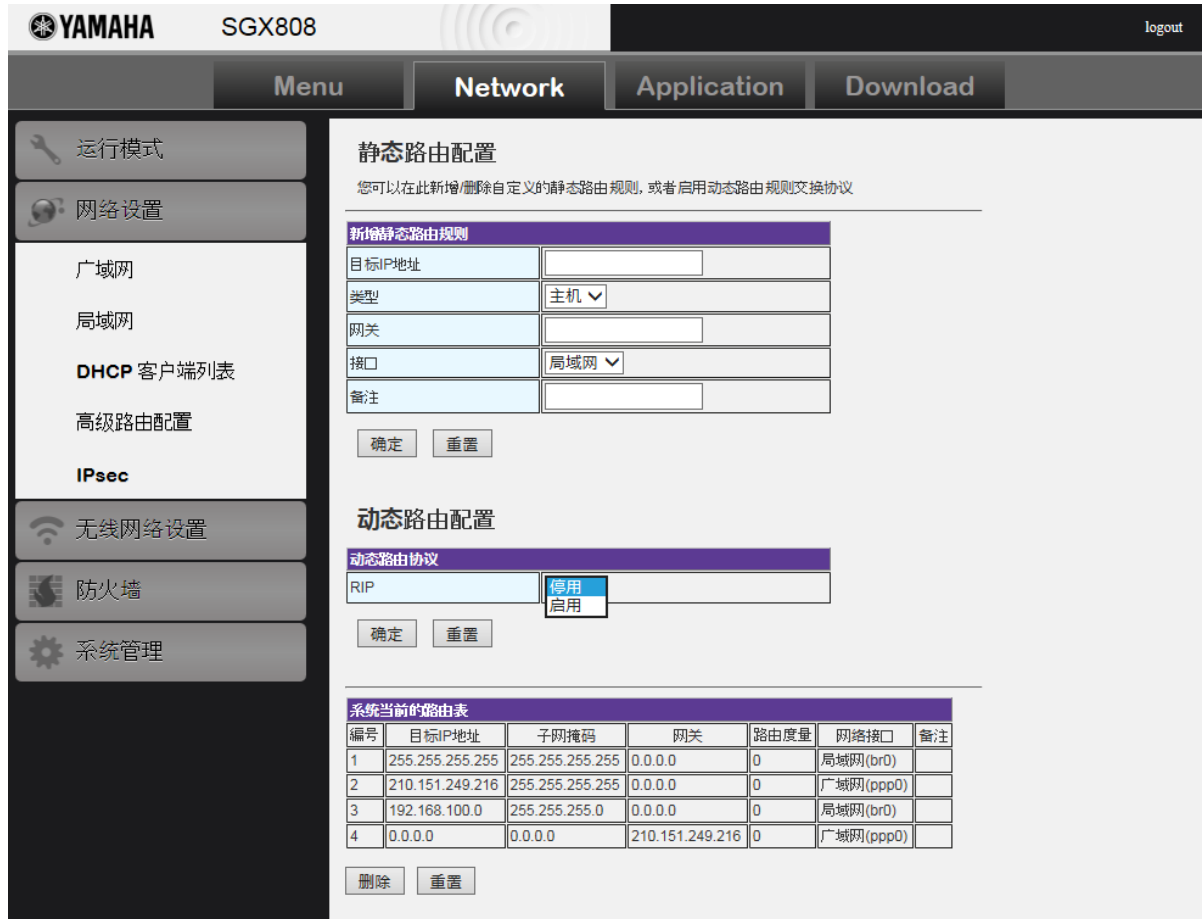 YAMAHA SGX808 logout
Menu Network Application Download
运行模式
网络设置
广域网
局域网
DHCP 客户端列表
高级路由配置
IPsec
无线网络设置
防火墙
系统管理
静态路由配置
您可以在此新增/删除自定义的静态路由规则, 或者启用动态路由规则交换协议
新增静态路由规则
目标IP地址
类型 主机
网关
接口 局域网
备注
确定 重置
动态路由配置
动态路由协议
RIP 停用
启用
确定 重置
系统当前的路由表
编号 目标IP地址 子网掩码 网关 路由度量 网络接口 备注
1 255.255.255.255 255.255.255.255 0.0.0.0 0 局域网(br0)
2 210.151.249.216 255.255.255.255 0.0.0.0 0 广域网(ppp0)
3 192.168.100.0 255.255.255.0 0.0.0.0 0 局域网(br0)
4 0.0.0.0 0.0.0.0 210.151.249.216 0 广域网(ppp0)
删除 重置